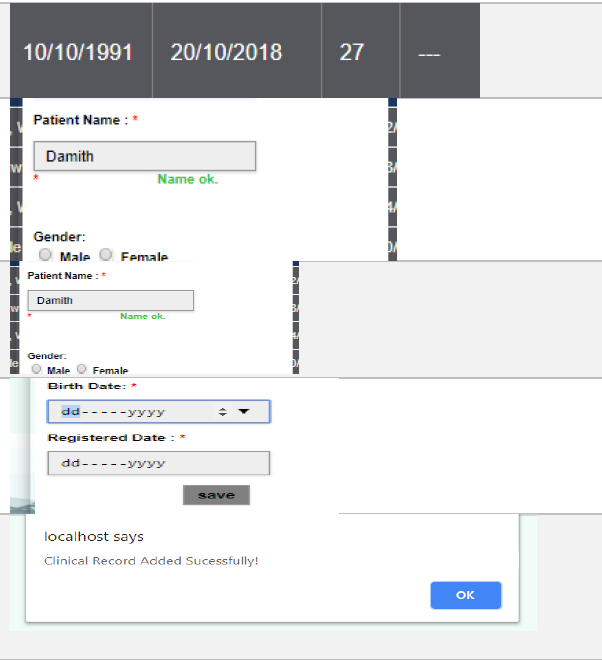 10/10/1991 20/10/2018 27 ---
Patient Name : *
Damith
* Name ok.
Gender:
Male Female
Patient Name : *
Damith
* Name ok.
Gender:
Male Female
Birth Date: *
dd-----yyyy
Registered Date : *
dd-----yyyy
save
localhost says
Clinical Record Added Sucessfully!
OK